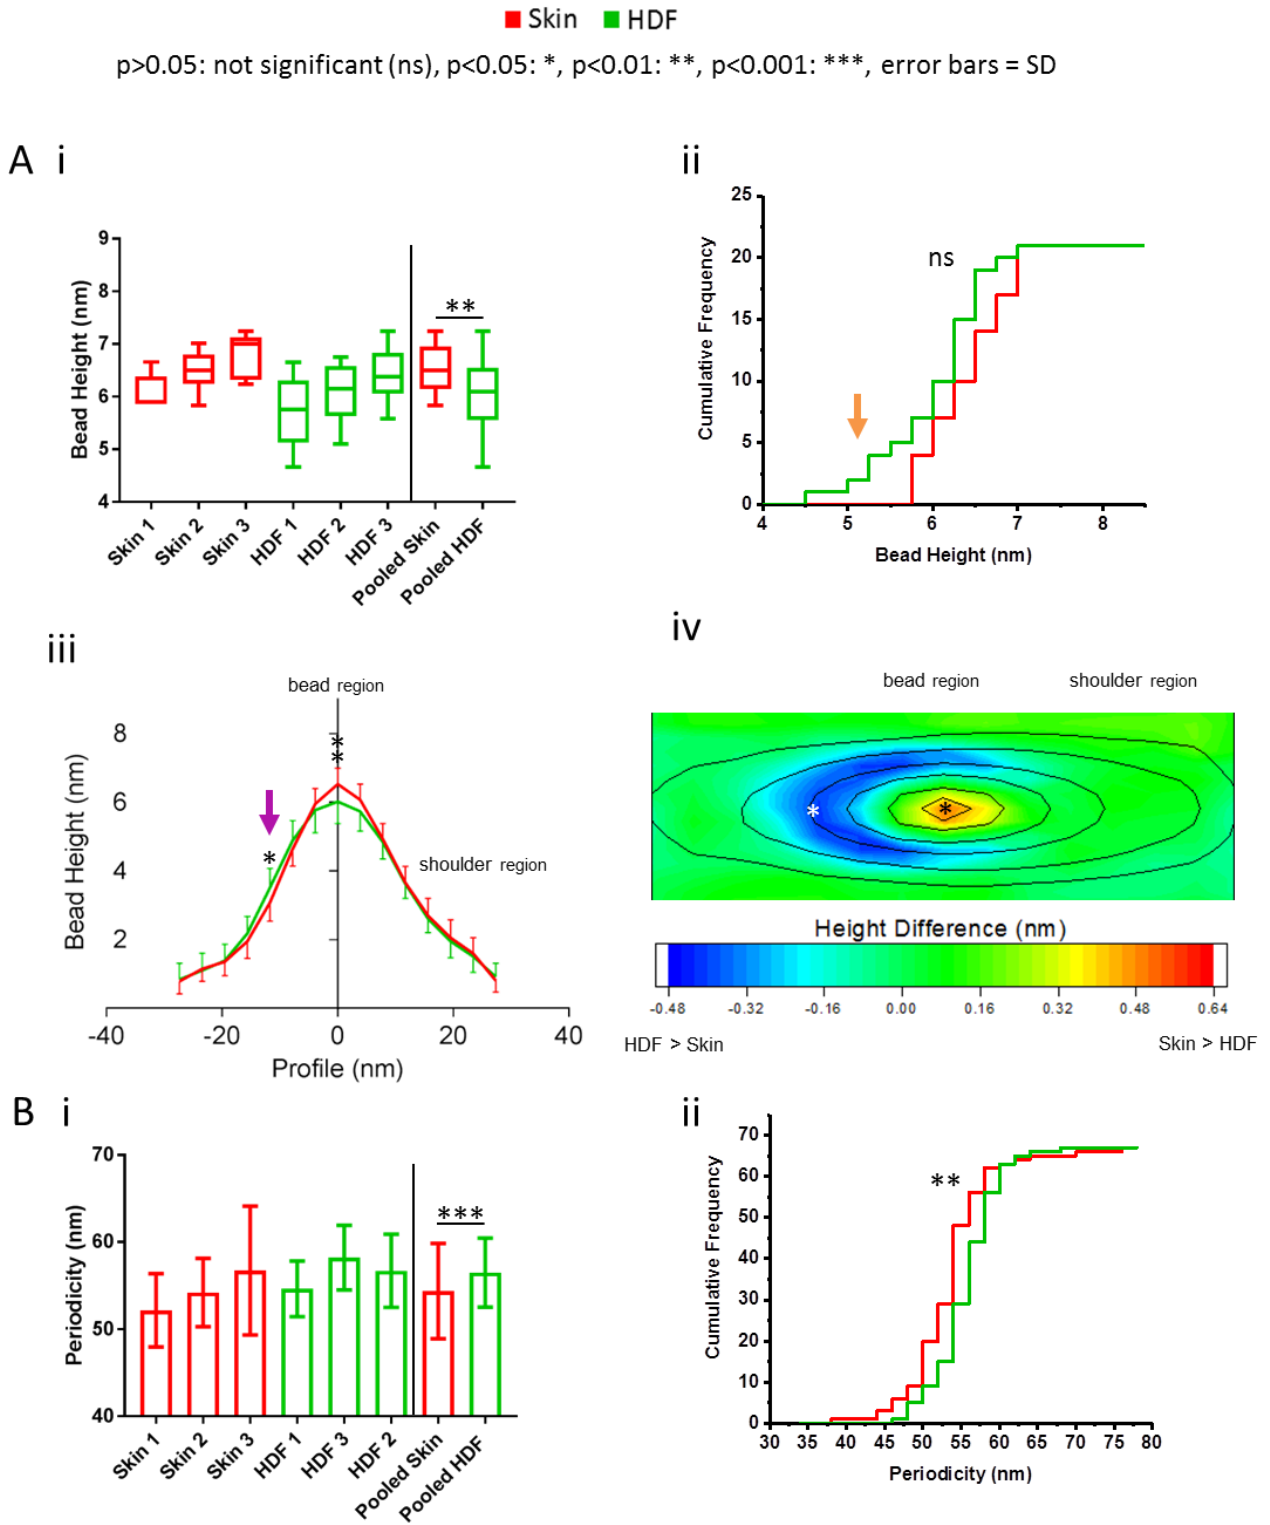 Skin HDF
p>0.05: not significant (ns), p<0.05: *, p<0.01: **, p<0.001: ***, error bars = SD
A i
9
8
7
6
5
4
Bead Height (nm)
**
Skin 1
Skin 2
Skin 3
HDF 1
HDF 2
HDF 3
Pooled Skin
Pooled HDF
ii
25
20
15
10
5
0
Cumulative Frequency
ns
4 5 6 7 8
Bead Height (nm)
iii
bead region
8
6
4
2
Bead Height (nm)
**
*
shoulder region
-40 -20 0 20 40
Profile (nm)
iv
bead region shoulder region
* *
Height Difference (nm)
-0.48 -0.32 -0.16 0.00 0.16 0.32 0.48 0.64
HDF > Skin Skin > HDF
B i
70
60
50
40
Periodicity (nm)
***
Skin 1
Skin 2
Skin 3
HDF 1
HDF 3
HDF 2
Pooled Skin
Pooled HDF
ii
70
60
50
40
30
20
10
0
Cumulative Frequency
**
30 35 40 45 50 55 60 65 70 75 80
Periodicity (nm)